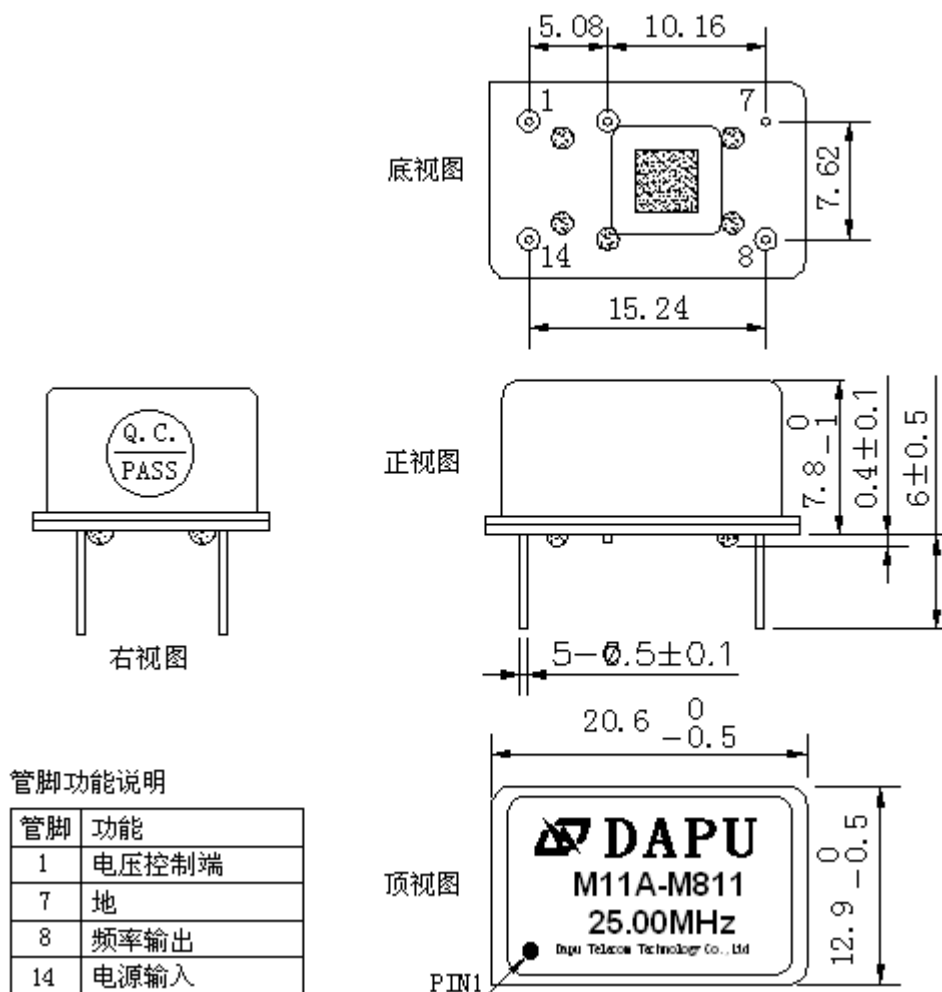 5.08 10.16
1 7
底视图
7.62
14 8
15.24
Q.C.
PASS
右视图
正视图
7.8 0 -1
0.4±0.1
6±0.5
5-Ø0.5±0.1
20.6 0 -0.5
管脚功能说明
管脚 功能
1 电压控制端
7 地
8 频率输出
14 电源输入
顶视图
DAPU
M11A-M811
25.00MHz
Dapu Telecom Technology Co., Ltd
PIN1
12.9 0 -0.5